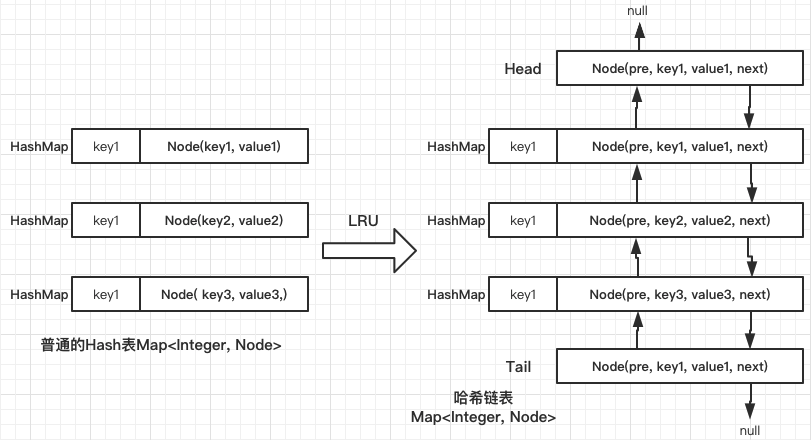 null
Head
Node(pre, key1, value1, next)
HashMap
key1
Node(key1, value1)
HashMap
key1
Node(pre, key1, value1, next)
HashMap
key1
Node(key2, value2)
LRU
HashMap
key1
Node(pre, key2, value2, next)
HashMap
key1
Node( key3, value3,)
HashMap
key1
Node(pre, key3, value3, next)
普通的Hash表Map<Integer, Node>
Tail
Node(pre, key1, value1, next)
哈希链表
Map<Integer, Node>
null